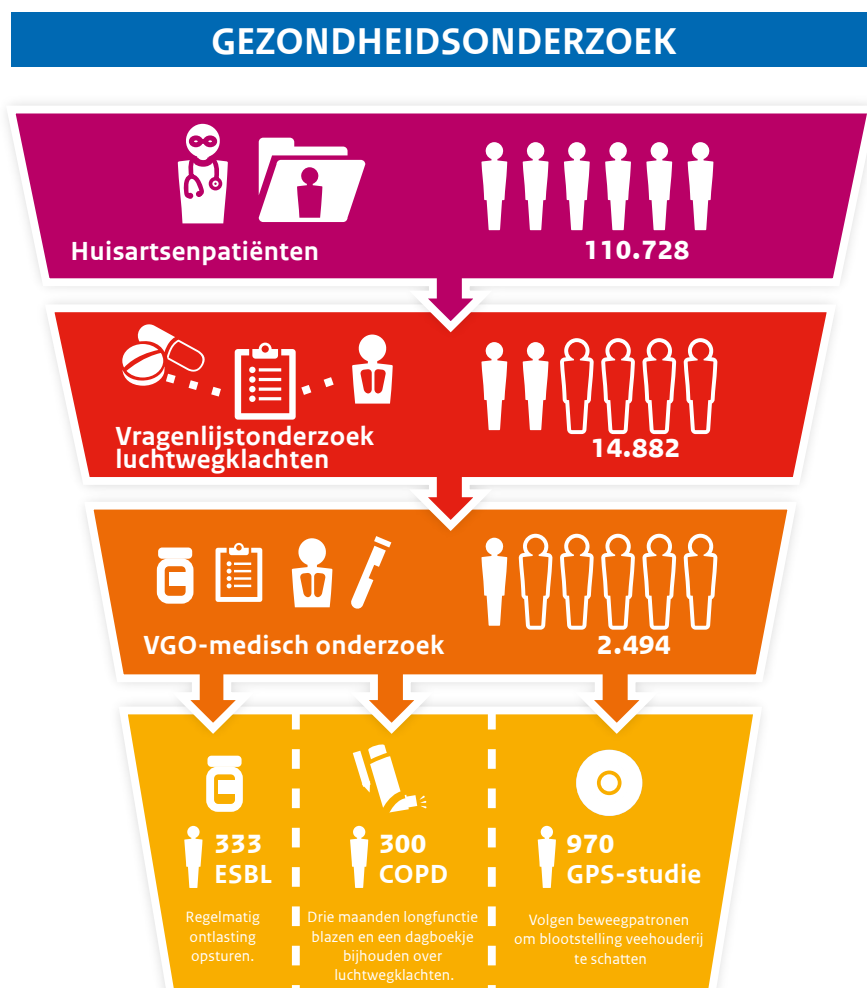 GEZONDHEIDSONDERZOEK
Huisartsenpatiënten
110.728
Vragenlijstonderzoek
luchtwegklachten
14.882
VGO-medisch onderzoek
2.494
333
ESBL
Regelmatig
ontlasting
opsturen.
300
COPD
Drie maanden longfunctie
blazen en een dagboekje
bijhouden over
luchtwegklachten.
970
GPS-studie
Volgen beweegpatronen
om blootstelling veehouderij
te schatten